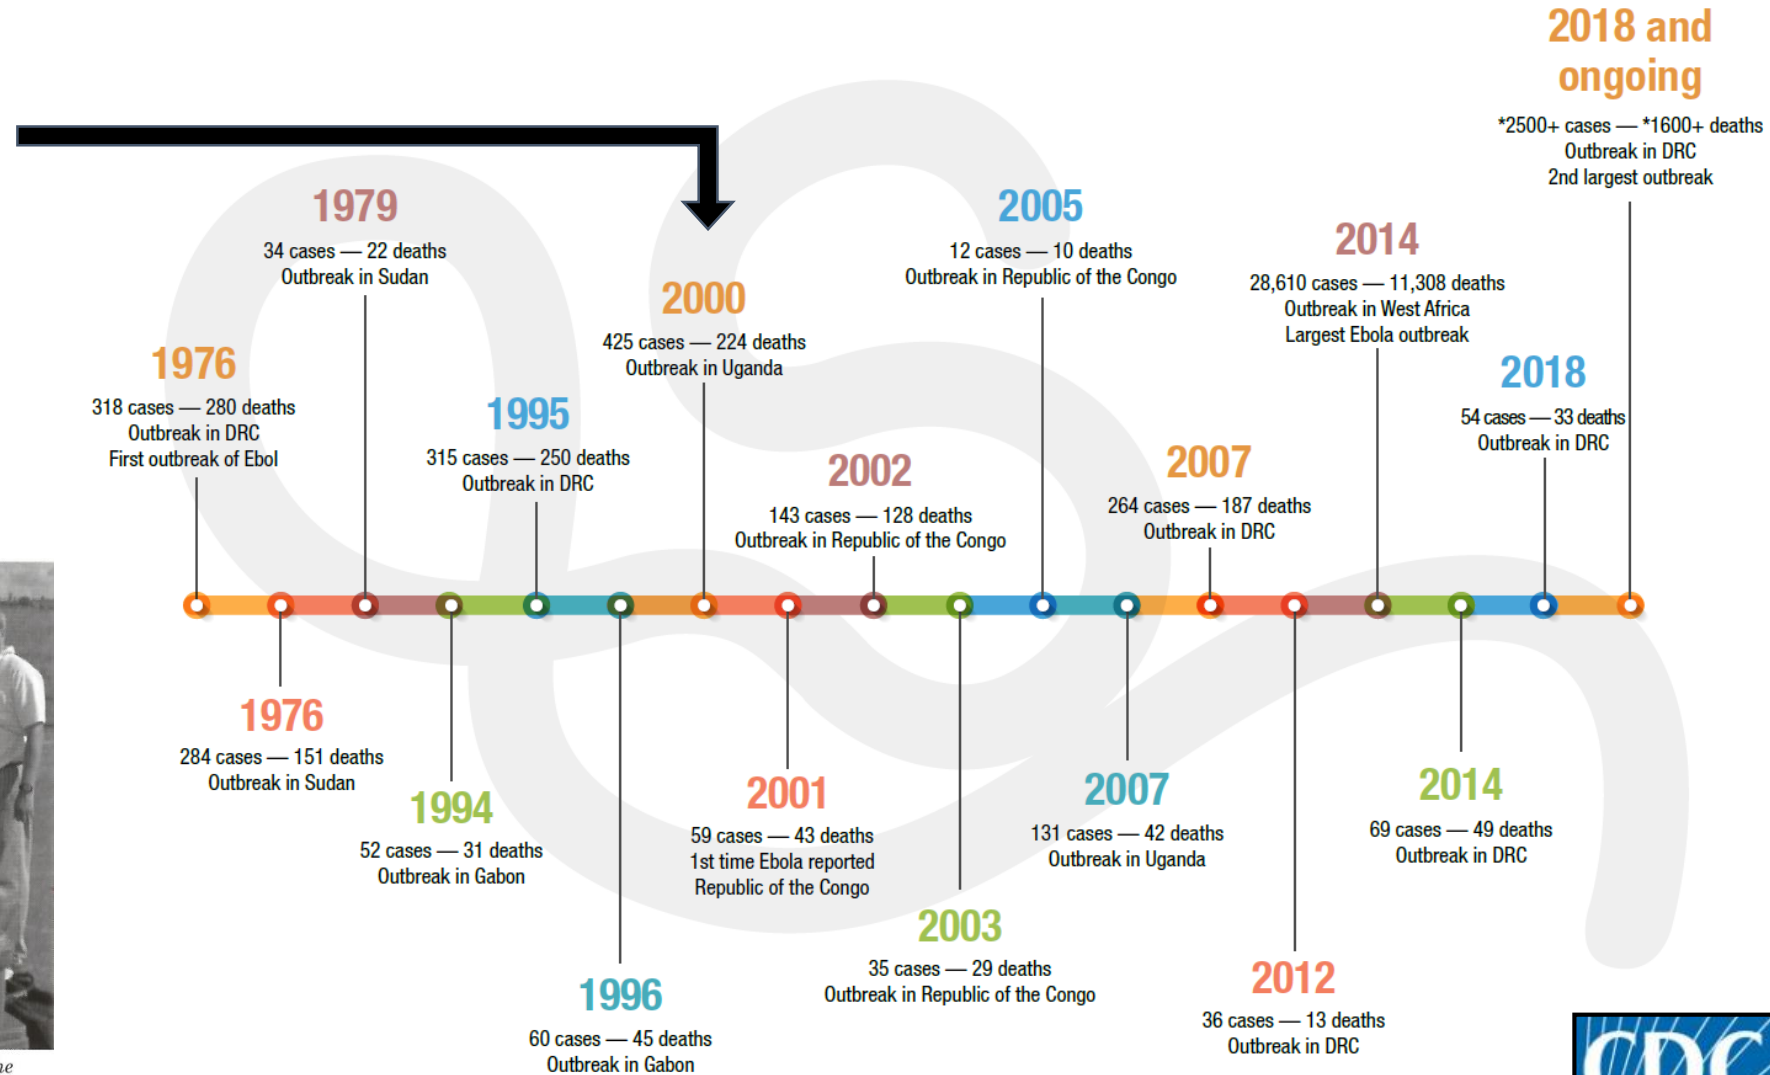 2018 and
ongoing
*2500+ cases — *1600+ deaths
Outbreak in DRC
2nd largest outbreak
1979
34 cases — 22 deaths
Outbreak in Sudan
2005
12 cases — 10 deaths
Outbreak in Republic of the Congo
2014
28,610 cases — 11,308 deaths
Outbreak in West Africa
Largest Ebola outbreak
2000
425 cases — 224 deaths
Outbreak in Uganda
1976
318 cases — 280 deaths
Outbreak in DRC
First outbreak of Ebol
2018
54 cases — 33 deaths
Outbreak in DRC
1995
315 cases — 250 deaths
Outbreak in DRC
2002
143 cases — 128 deaths
Outbreak in Republic of the Congo
2007
264 cases — 187 deaths
Outbreak in DRC
1976
284 cases — 151 deaths
Outbreak in Sudan
1994
52 cases — 31 deaths
Outbreak in Gabon
2001
59 cases — 43 deaths
1st time Ebola reported
Republic of the Congo
2007
131 cases — 42 deaths
Outbreak in Uganda
2014
69 cases — 49 deaths
Outbreak in DRC
2003
35 cases — 29 deaths
Outbreak in Republic of the Congo
1996
60 cases — 45 deaths
Outbreak in Gabon
2012
36 cases — 13 deaths
Outbreak in DRC
CDC